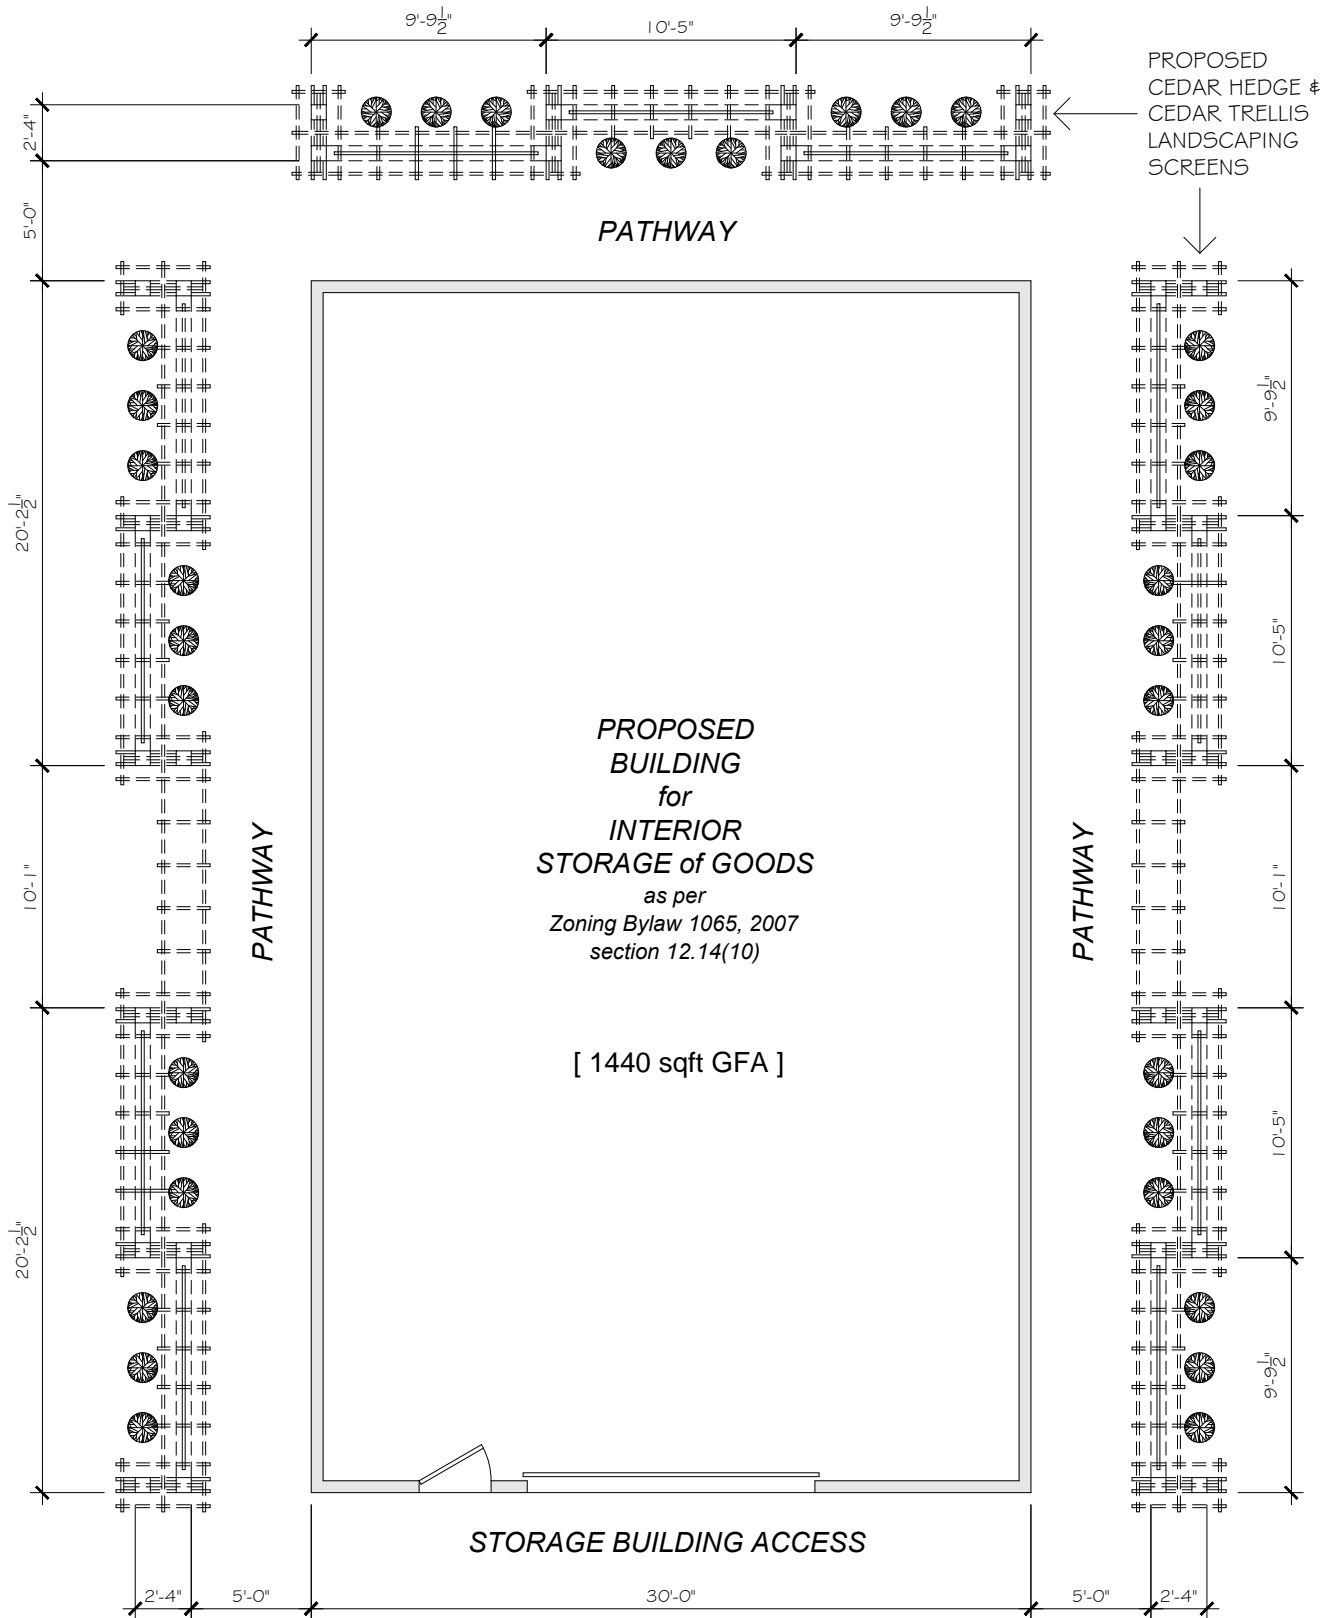 9'-9½"
10'-5"
9'-9½"
PROPOSED
CEDAR HEDGE &
CEDAR TRELLIS
LANDSCAPING
SCREENS
2'-4"
5'-0"
PATHWAY
20'-2½"
9'-9½"
10'-5"
PROPOSED
BUILDING
for
INTERIOR
STORAGE of GOODS
as per
Zoning Bylaw 1065, 2007
section 12.14(10)
10'-1"
PATHWAY
PATHWAY
10'-1"
[ 1440 sqft GFA ]
10'-5"
20'-2½"
9'-9½"
STORAGE BUILDING ACCESS
2'-4"
5'-0"
30'-0"
5'-0"
2'-4"